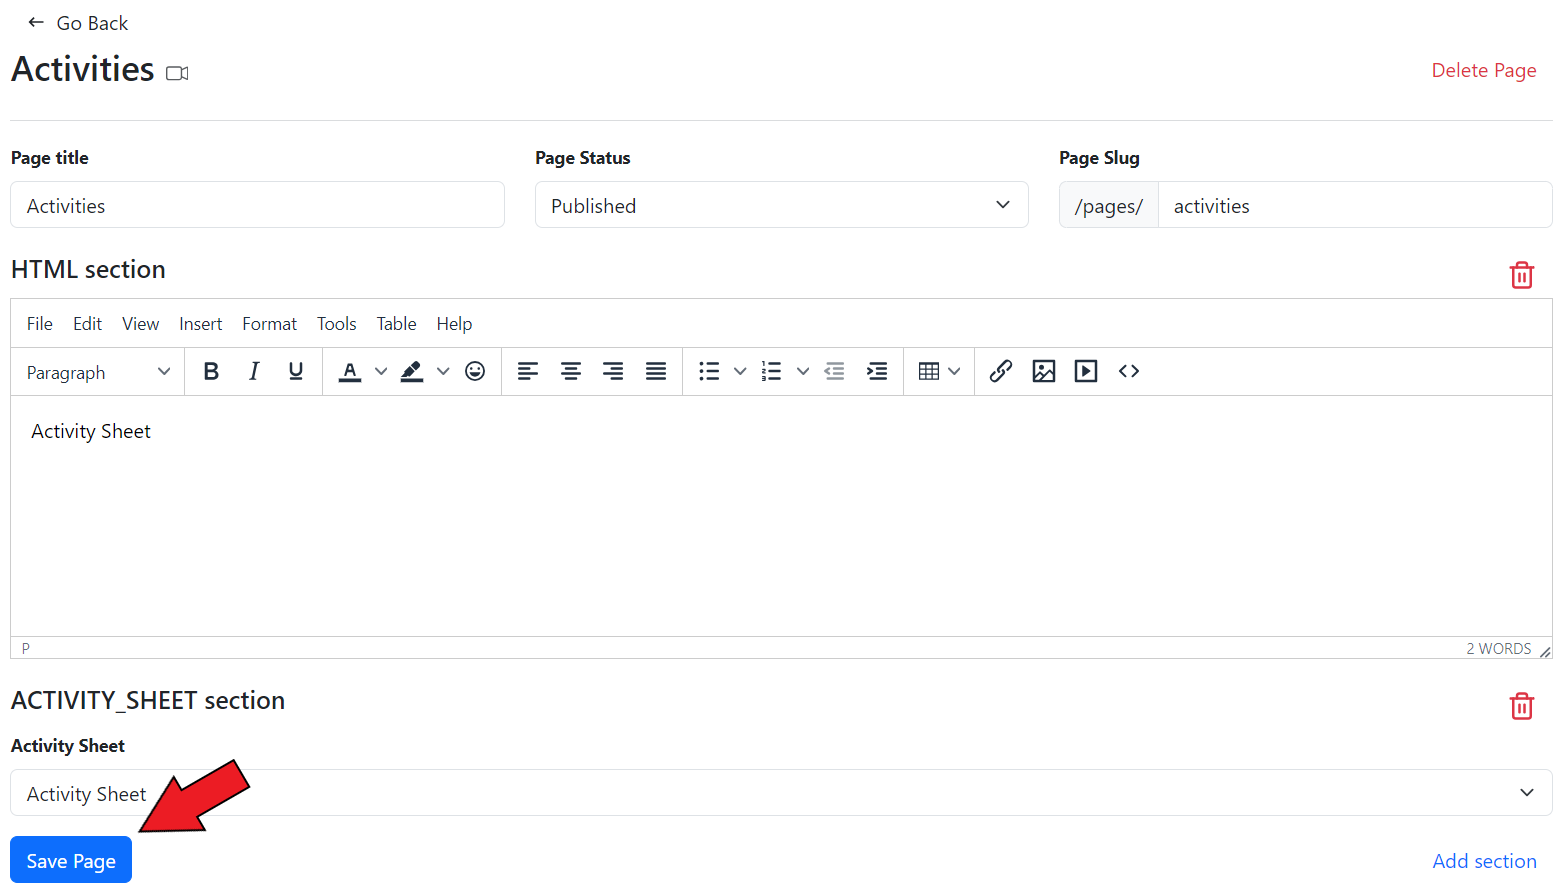 Go Back
Activities
Delete Page
Page title
Page Status
Page Slug
Activities
Published
/pages/ activities
HTML section
File Edit View Insert Format Tools Table Help
Paragraph B I U A
Activity Sheet
P
2 WORDS
ACTIVITY_SHEET section
Activity Sheet
Activity Sheet
Save Page
Add section